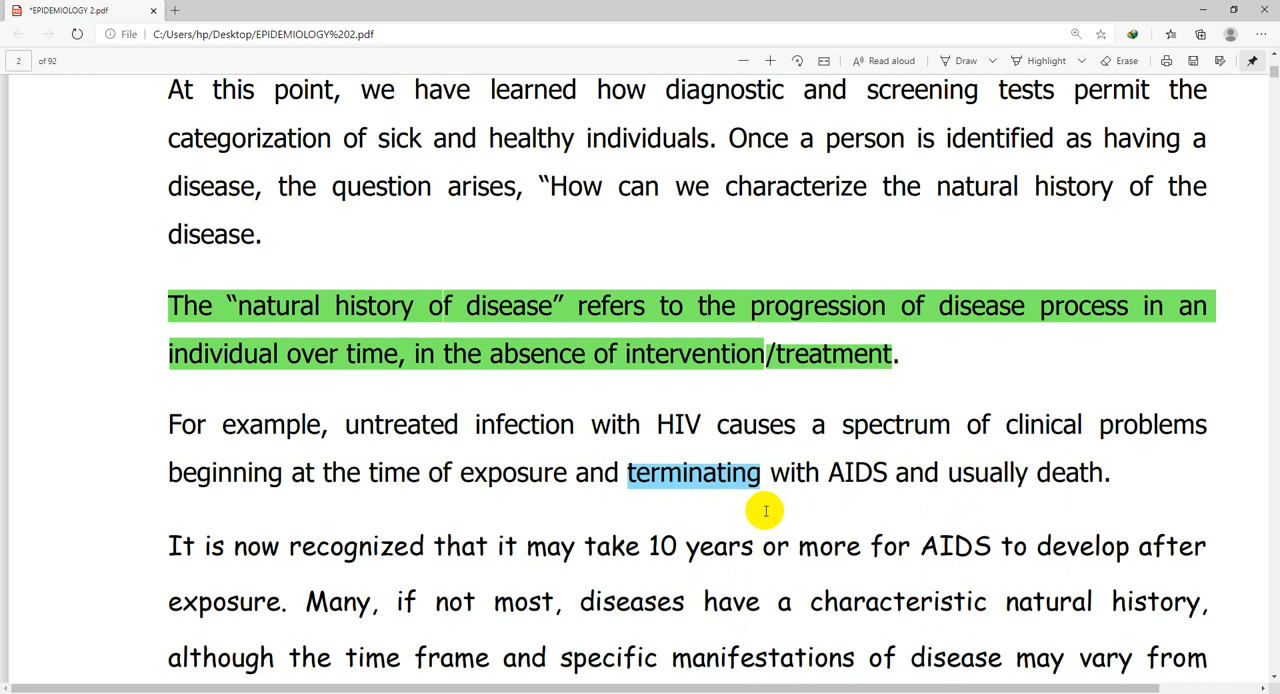 *EPIDEMIOLOGY 2.pdf
File C:/Users/hp/Desktop/EPIDEMIOLOGY%202.pdf
2 of 92 Read aloud Draw Highlight Erase
At this point, we have learned how diagnostic and screening tests permit the
categorization of sick and healthy individuals. Once a person is identified as having a
disease, the question arises, “How can we characterize the natural history of the
disease.
The “natural history of disease” refers to the progression of disease process in an
individual over time, in the absence of intervention/treatment.
For example, untreated infection with HIV causes a spectrum of clinical problems
beginning at the time of exposure and terminating with AIDS and usually death.
It is now recognized that it may take 10 years or more for AIDS to develop after
exposure. Many, if not most, diseases have a characteristic natural history,
although the time frame and specific manifestations of disease may vary from